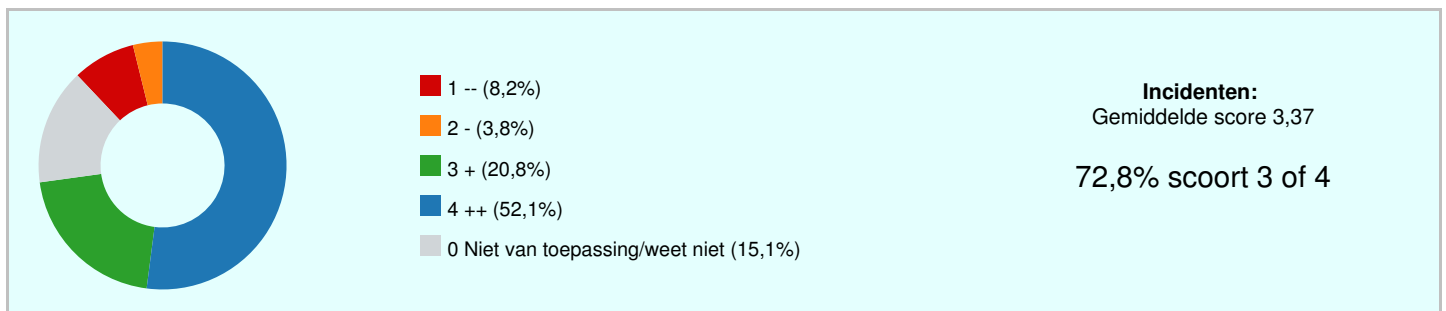 1 -- (8,2%)
2 - (3,8%)
3 + (20,8%)
4 ++ (52,1%)
0 Niet van toepassing/weet niet (15,1%)
Incidenten:
Gemiddelde score 3,37
72,8% scoort 3 of 4